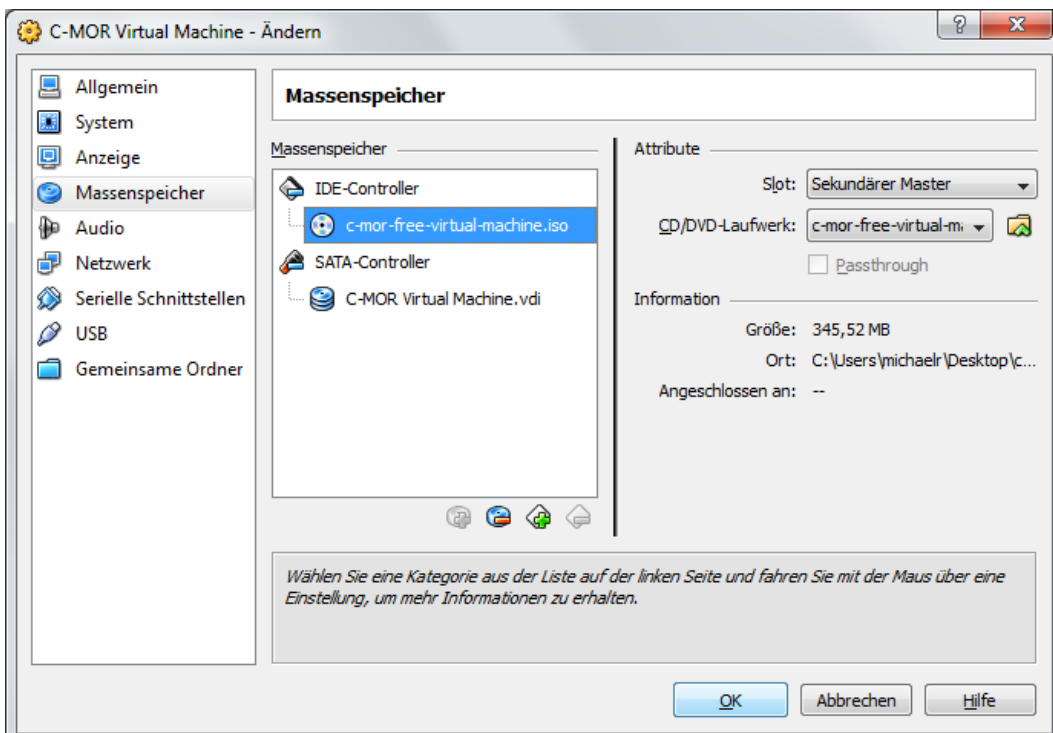 C-MOR Virtual Machine - Ändern
Allgemein
System
Anzeige
Massenspeicher
Audio
Netzwerk
Serielle Schnittstellen
USB
Gemeinsame Ordner
Massenspeicher
Massenspeicher
IDE-Controller
c-mor-free-virtual-machine.iso
SATA-Controller
C-MOR Virtual Machine.vdi
Attribute
Slot: Sekundärer Master
CD/DVD-Laufwerk: c-mor-free-virtual-m
Passthrough
Information
Größe: 345,52 MB
Ort: C:\Users\michaelr\Desktop\c...
Angeschlossen an: --
Wählen Sie eine Kategorie aus der Liste auf der linken Seite und fahren Sie mit der Maus über eine
Einstellung, um mehr Informationen zu erhalten.
OK Abbrechen Hilfe